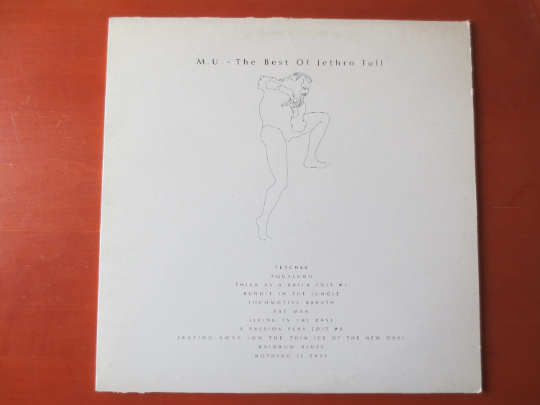 M.U. - The Best Of Jethro Tull
TEACHER
AQUALUNG
THICK AS A BRICK EDIT #1
BUNGLE IN THE JUNGLE
LOCOMOTIVE BREATH
FAT MAN
LIVING IN THE PAST
A PASSION PLAY EDIT #8
SKATING AWAY (ON THE THIN ICE OF THE NEW DAY)
RAINBOW BLUES
NOTHING IS EASY